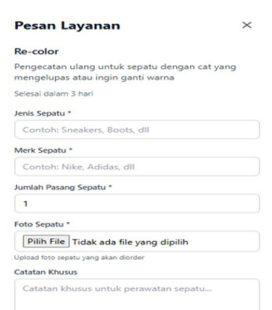 Pesan Layanan
Re-color
Pengecatan ulang untuk sepatu dengan cat yang
mengelupas atau ingin ganti warna
Selesai dalam 3 hari
Jenis Sepatu *
Contoh: Sneakers, Boots, dll
Merk Sepatu *
Contoh: Nike, Adidas, dll
Jumlah Pasang Sepatu *
1
Foto Sepatu *
Pilih File Tidak ada file yang dipilih
Upload foto sepatu yang akan diorder
Catatan Khusus
Catatan khusus untuk perawatan sepatu...